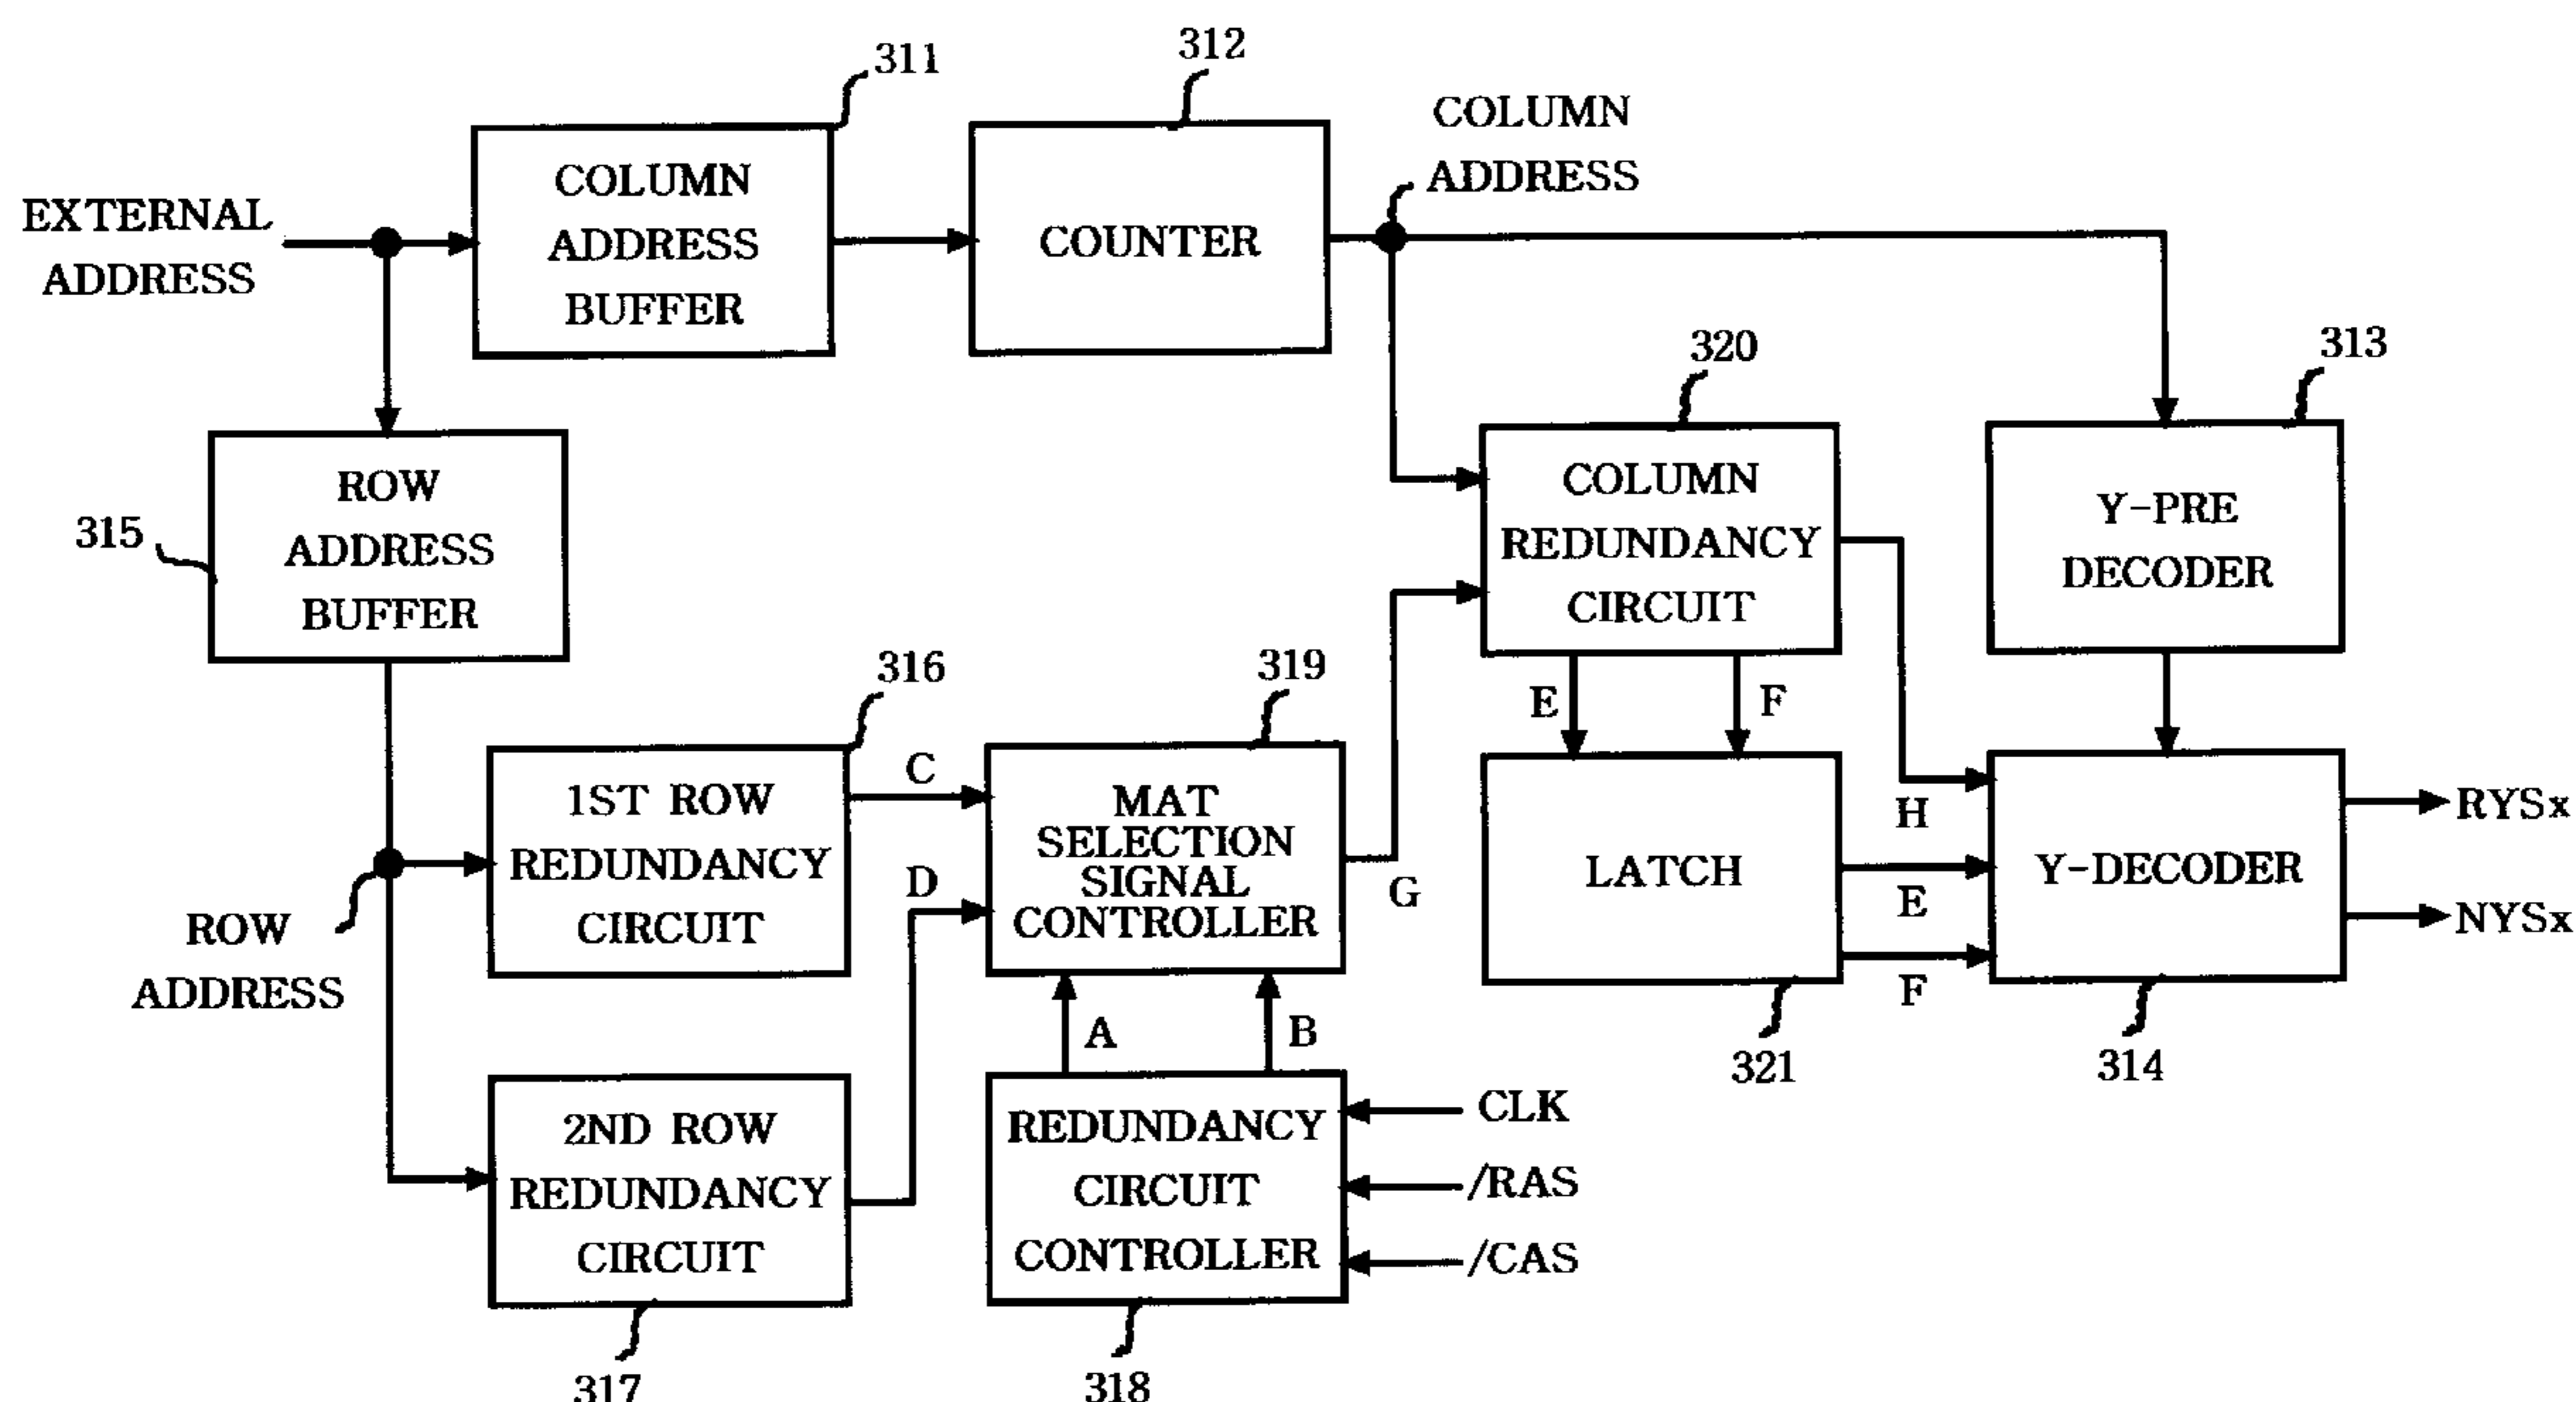 311
312
COLUMN
ADDRESS
EXTERNAL
ADDRESS
COLUMN
ADDRESS
BUFFER
COUNTER
320
313
315
ROW
ADDRESS
BUFFER
COLUMN
REDUNDANCY
CIRCUIT
Y-PRE
DECODER
316
319
E
F
1ST ROW
REDUNDANCY
CIRCUIT
C
D
MAT
SELECTION
SIGNAL
CONTROLLER
G
LATCH
H
E
F
Y-DECODER
RYSx
NYSx
ROW
ADDRESS
A
B
321
314
2ND ROW
REDUNDANCY
CIRCUIT
REDUNDANCY
CIRCUIT
CONTROLLER
CLK
/RAS
/CAS
317
318